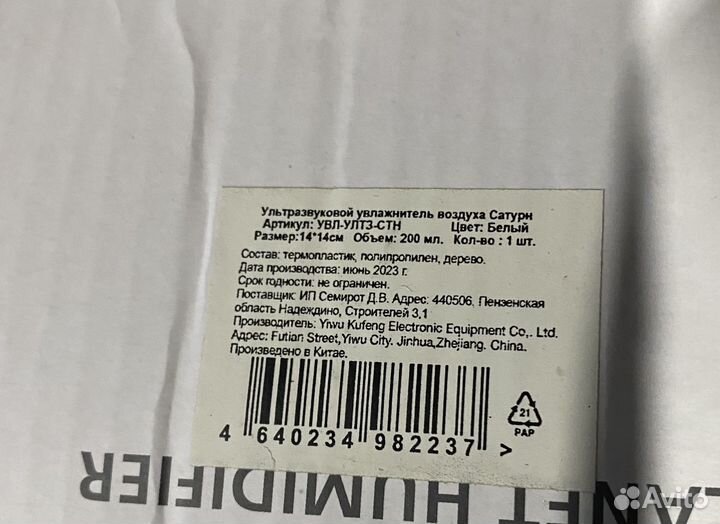 Ультразвуковой увлажнитель воздуха Сатурн
Артикул: УВЛ-УЛТЗ-СТН Цвет: Белый
Размер:14*14см Объем: 200 мл. Кол-во : 1 шт.
Состав: термопластик, полипропилен, дерево.
Дата производства: июнь 2023 г.
Срок годности: не ограничен.
Поставщик: ИП Семирот Д.В. Адрес: 440506, Пензенская
область Надеждино, Строителей 3,1
Производитель: Yiwu Kufeng Electronic Equipment Co,. Ltd.
Адрес: Futian Street,Yiwu City. Jinhua,Zhejiang. China.
Произведено в Китае.
4 640234 982237 >
21
PAP
LANET HUMIDIFIER
Avito